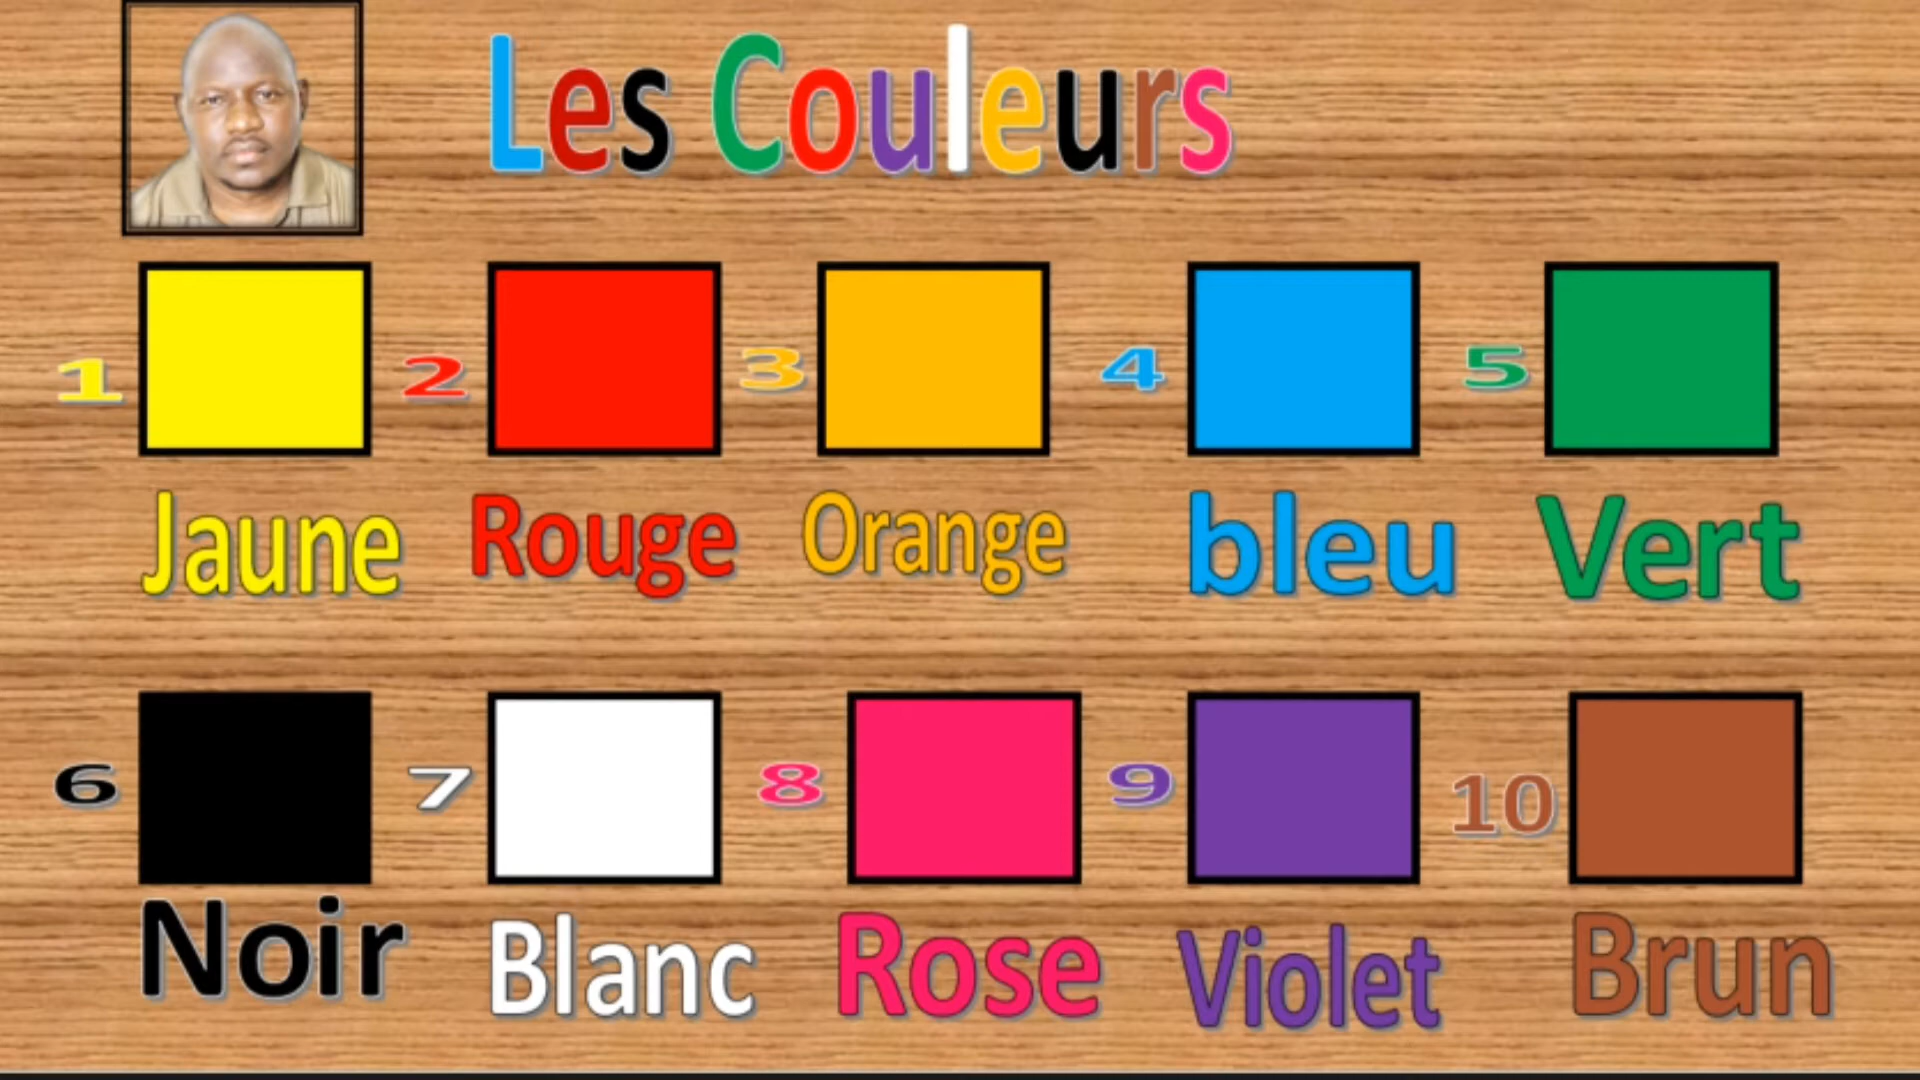 Les Couleurs
1 2 3 4 5
Jaune Rouge Orange bleu Vert
6 7 8 9 10
Noir Blanc Rose Violet Brun